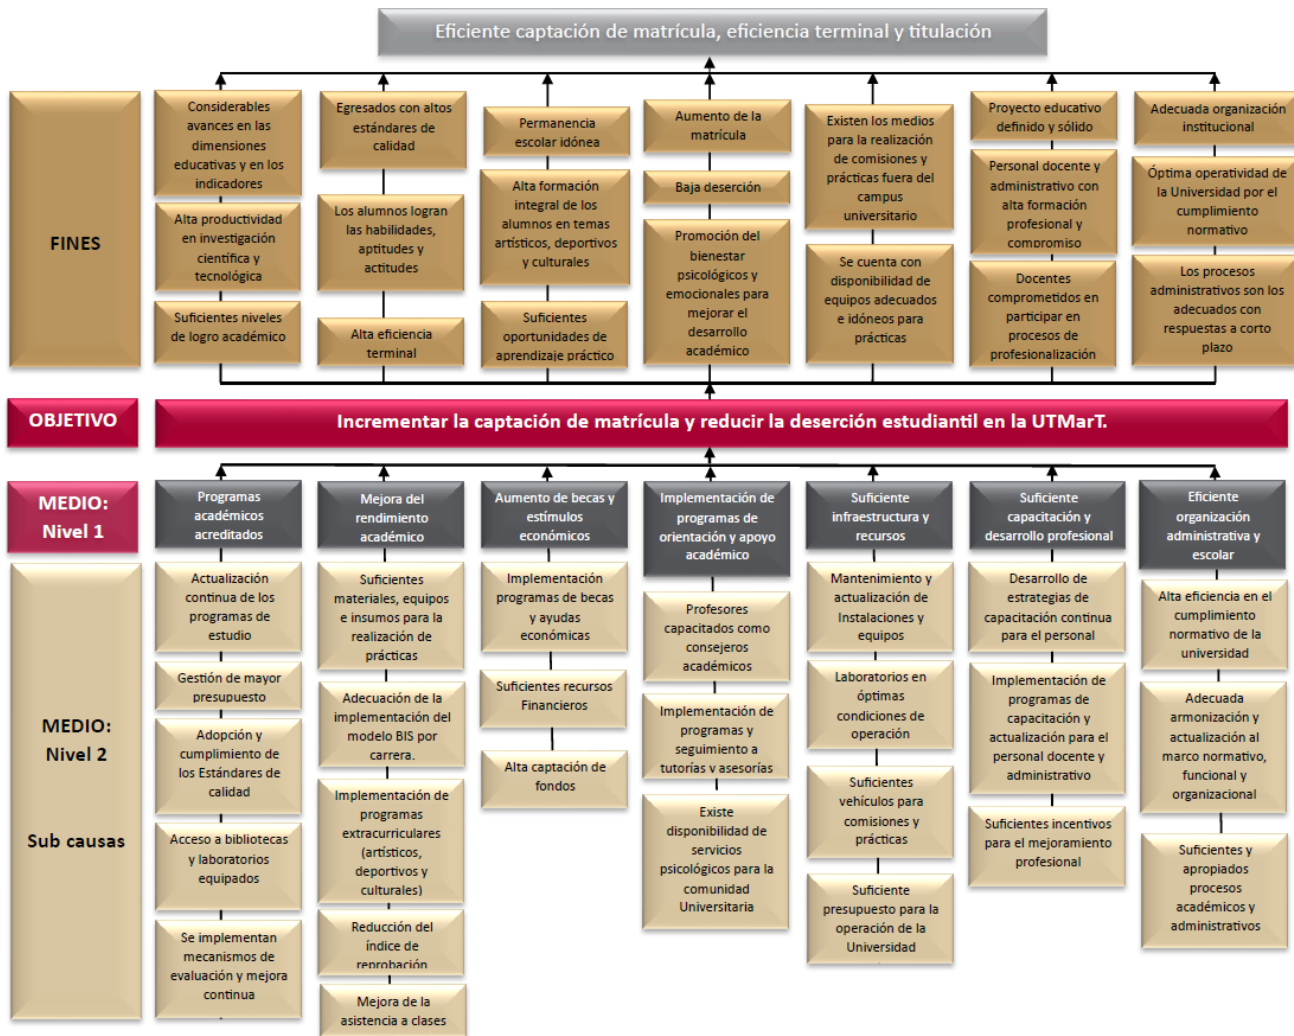 Eficiente captación de matrícula, eficiencia terminal y titulación
FINES
Considerables
avances en las
dimensiones
educativas y en los
indicadores
Alta productividad
en investigación
científica y
tecnológica
Suficientes niveles
de logro académico
Egresados con altos
estándares de
calidad
Los alumnos logran
las habilidades,
aptitudes y
actitudes
Alta eficiencia
terminal
Permanencia
escolar idónea
Alta formación
integral de los
alumnos en temas
artísticos, deportivos
y culturales
Suficientes
oportunidades de
aprendizaje práctico
Aumento de la
matrícula
Baja deserción
Promoción del
bienestar
psicológicos y
emocionales para
mejorar el
desarrollo
académico
Existen los medios
para la realización
de comisiones y
prácticas fuera del
campus
universitario
Se cuenta con
disponibilidad de
equipos adecuados
e idóneos para
prácticas
Proyecto educativo
definido y sólido
Personal docente y
administrativo con
alta formación
profesional y
compromiso
Docentes
comprometidos en
participar en
procesos de
profesionalización
Adecuada organización
institucional
Óptima operatividad de
la Universidad por el
cumplimiento
normativo
Los procesos
administrativos son los
adecuados con
respuestas a corto
plazo
OBJETIVO
Incrementar la captación de matrícula y reducir la deserción estudiantil en la UTMarT.
MEDIO:
Nivel 1
Programas
académicos
acreditados
Mejora del
rendimiento
académico
Aumento de becas y
estímulos
económicos
Implementación de
programas de
orientación y apoyo
académico
Suficiente
infraestructura y
recursos
Suficiente
capacitación y
desarrollo profesional
Eficiente
organización
administrativa y
escolar
MEDIO:
Nivel 2
Sub causas
Actualización
continua de los
programas de
estudio
Gestión de mayor
presupuesto
Adopción y
cumplimiento de
los Estándares de
calidad
Acceso a bibliotecas
y laboratorios
equipados
Se implementan
mecanismos de
evaluación y mejora
continua
Suficientes
materiales, equipos
e insumos para la
realización de
prácticas
Adecuación de la
implementación del
modelo BIS por
carrera.
Implementación de
programas
extracurriculares
(artísticos,
deportivos y
culturales)
Reducción del
índice de
reprobación
Mejora de la
asistencia a clases
Implementación
programas de becas
y ayudas
económicas
Suficientes recursos
Financieros
Alta captación de
fondos
Profesores
capacitados como
consejeros
académicos
Implementación de
programas y
seguimiento a
tutorías y asesorías
Existe
disponibilidad de
servicios
psicológicos para la
comunidad
Universitaria
Mantenimiento y
actualización de
Instalaciones y
equipos
Laboratorios en
óptimas
condiciones de
operación
Suficientes
vehículos para
comisiones y
prácticas
Suficiente
presupuesto para la
operación de la
Universidad
Desarrollo de
estrategias de
capacitación continua
para el personal
Implementación de
programas de
capacitación y
actualización para el
personal docente y
administrativo
Suficientes incentivos
para el mejoramiento
profesional
Alta eficiencia en el
cumplimiento
normativo de la
universidad
Adecuada
armonización y
actualización al
marco normativo,
funcional y
organizacional
Suficientes y
apropiados
procesos
académicos y
administrativos